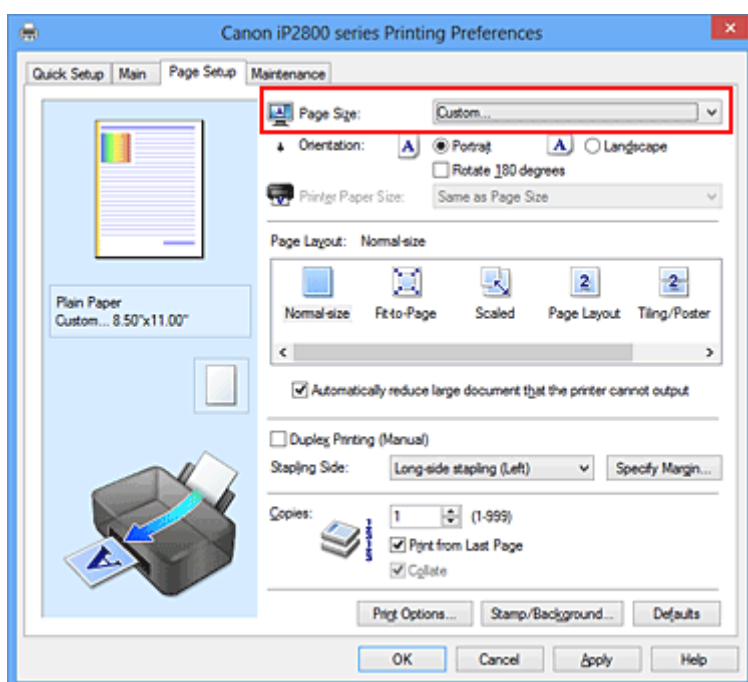 Canon iP2800 series Printing Preferences
Quick Setup Main Page Setup Maintenance
Page Size: Custom...
Orientation: A Portrait A Landscape
Rotate 180 degrees
Printer Paper Size: Same as Page Size
Page Layout: Normal-size
2 2
Normal-size Fit-to-Page Scaled Page Layout Tiling/Poster
Plain Paper
Custom... 8.50"x11.00"
Automatically reduce large document that the printer cannot output
Duplex Printing (Manual)
Stapling Side: Long-side stapling (Left) Specify Margin...
Copies: 1 (1-999)
Print from Last Page
Collate
A
Print Options... Stamp/Background... Defaults
OK Cancel Apply Help